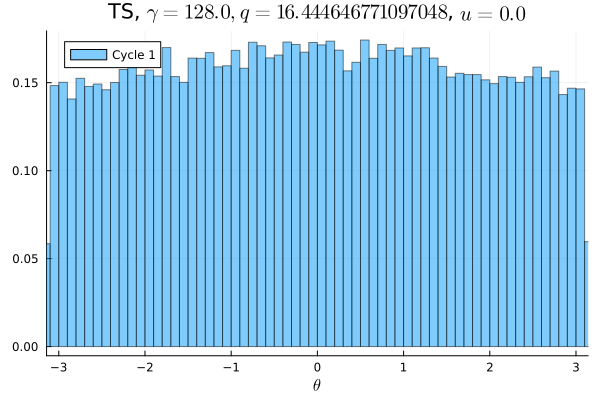 TS, γ = 128.0, q = 16.444646771097048, u = 0.0
Cycle 1
0.15
0.10
0.05
0.00
−3 −2 −1 0 1 2 3
θ